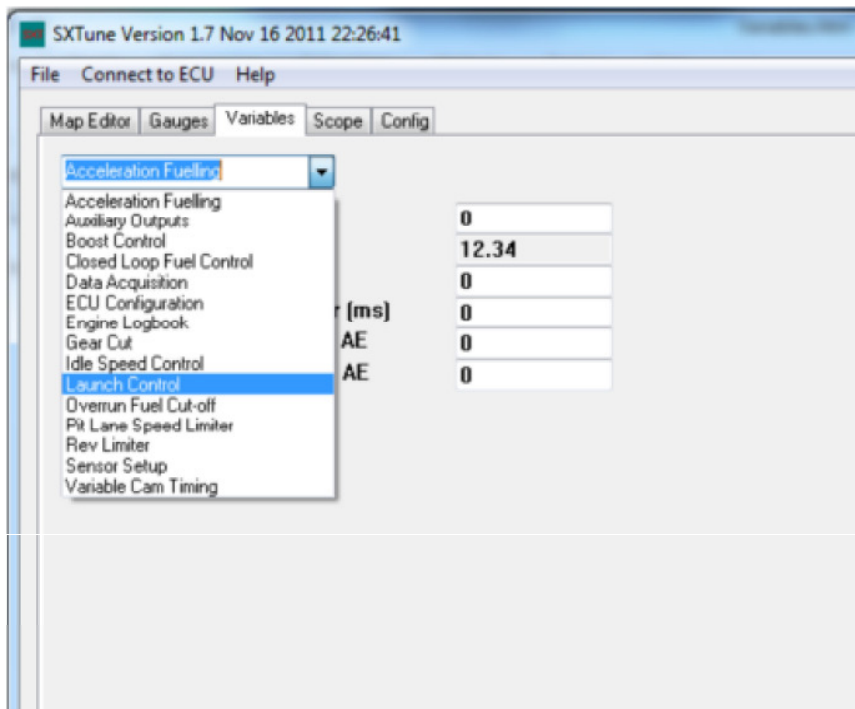 SXTune Version 1.7 Nov 16 2011 22:26:41
File Connect to ECU Help
Map Editor Gauges Variables Scope Config
Acceleration Fuelling
Acceleration Fuelling
Auxiliary Outputs
Boost Control
Closed Loop Fuel Control
Data Acquisition
ECU Configuration
Engine Logbook
Gear Cut
Idle Speed Control
Launch Control
Overrun Fuel Cut-off
Pit Lane Speed Limiter
Rev Limiter
Sensor Setup
Variable Cam Timing
0
12.34
0
(ms) 0
AE 0
AE 0